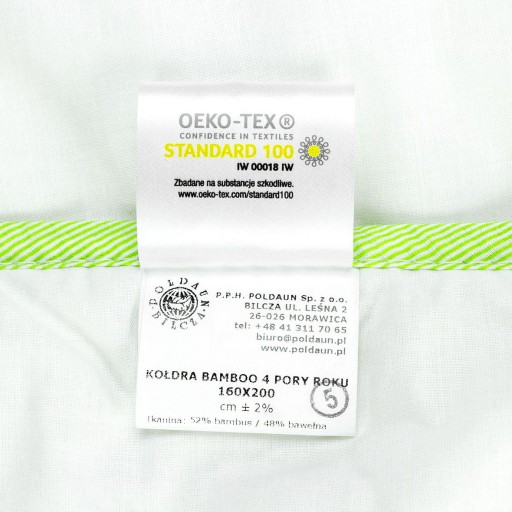 OEKO-TEX®
CONFIDENCE IN TEXTILES
STANDARD 100
IW 00018 IW
Zbadane na substancje szkodliwe.
www.oeko-tex.com/standard100
POLDAUN
BILCZA
P.P.H. POLDAUN Sp. z o.o.
BILCZA UL. LEŚNA 2
26-026 MORAWICA
tel: +48 41 311 70 65
biuro@poldaun.pl
www.poldaun.pl
KOŁDRA BAMBOO 4 PORY ROKU
160X200
cm ± 2%
5
Tkanina: 52% bambus / 48% bawełna